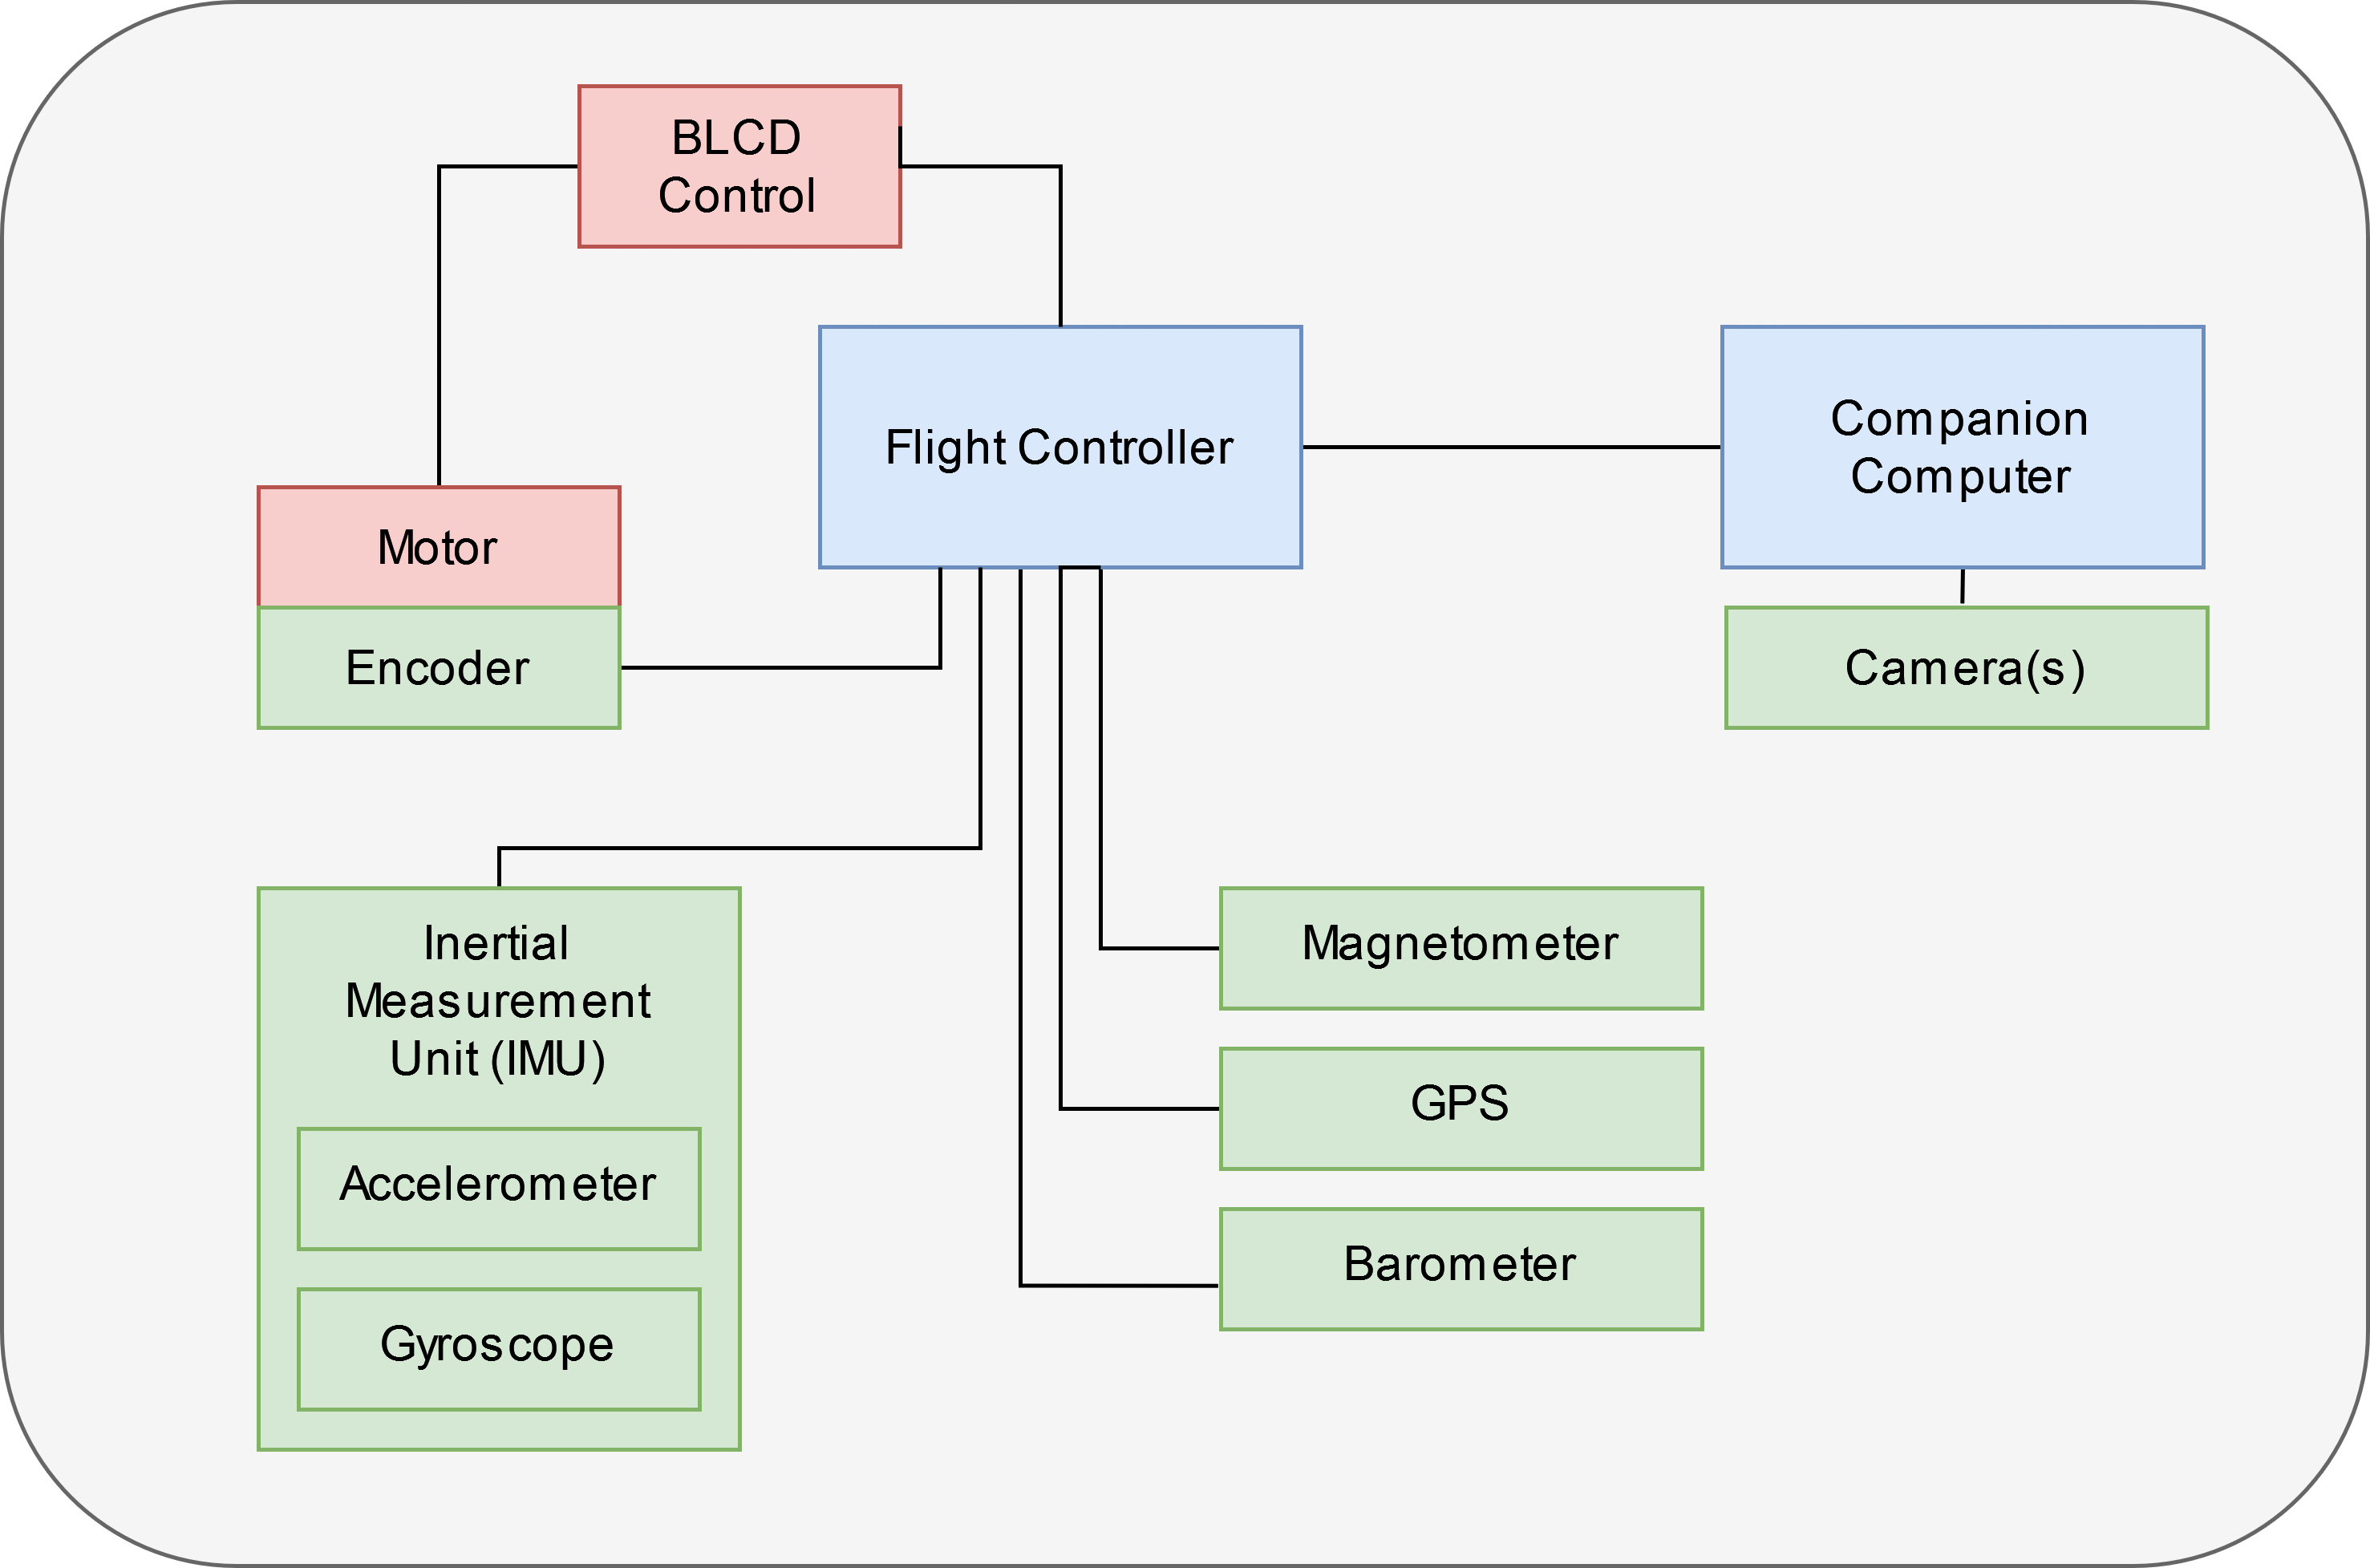 BLCD
Control
Flight Controller
Companion
Computer
Motor
Encoder
Camera(s)
Inertial
Measurement
Unit (IMU)
Accelerometer
Gyroscope
Magnetometer
GPS
Barometer